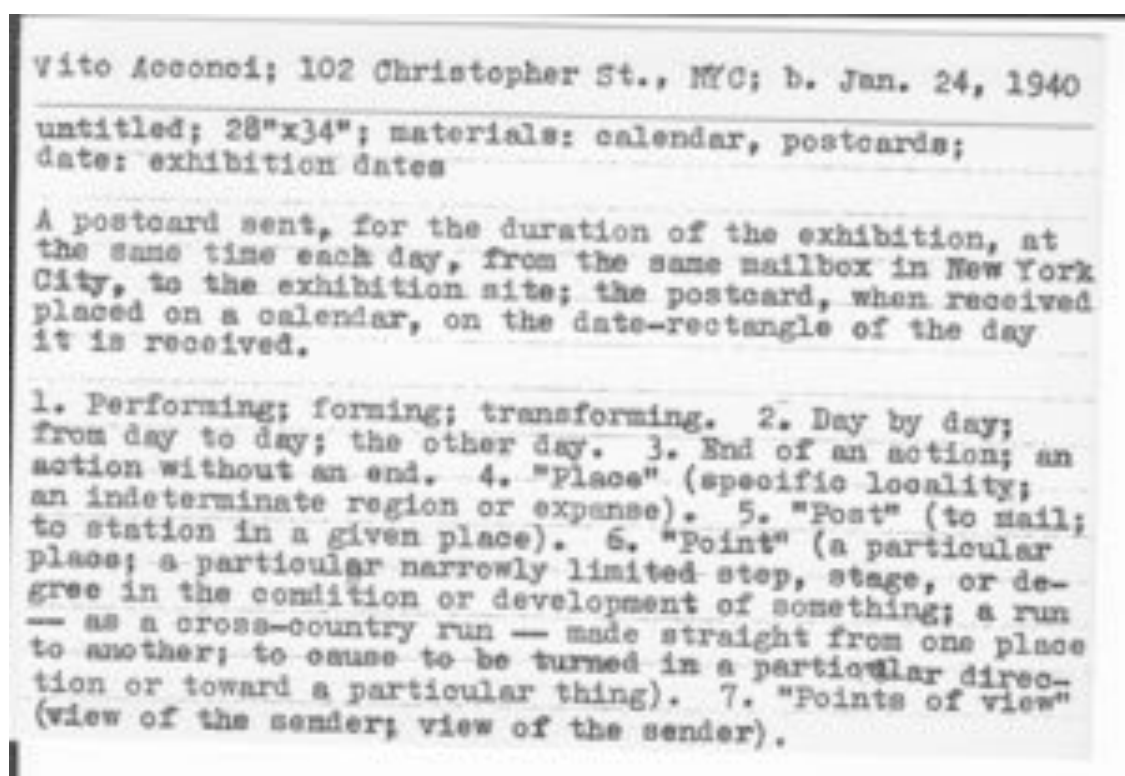 Vito Acconci; 102 Christopher St., NYC; b. Jan. 24, 1940
untitled; 28"x34"; materials: calendar, postcards;
date: exhibition dates
A postcard sent, for the duration of the exhibition, at
the same time each day, from the same mailbox in New York
City, to the exhibition site; the postcard, when received
placed on a calendar, on the date-rectangle of the day
it is received.
1. Performing; forming; transforming. 2. Day by day;
from day to day; the other day. 3. End of an action; an
action without an end. 4. "Place" (specific locality;
an indeterminate region or expanse). 5. "Post" (to mail;
to station in a given place). 6. "Point" (a particular
place; a particular narrowly limited step, stage, or de-
gree in the condition or development of something; a run
— as a cross-country run — made straight from one place
to another; to cause to be turned in a particular direc-
tion or toward a particular thing). 7. "Points of view"
(view of the sender; view of the sender).